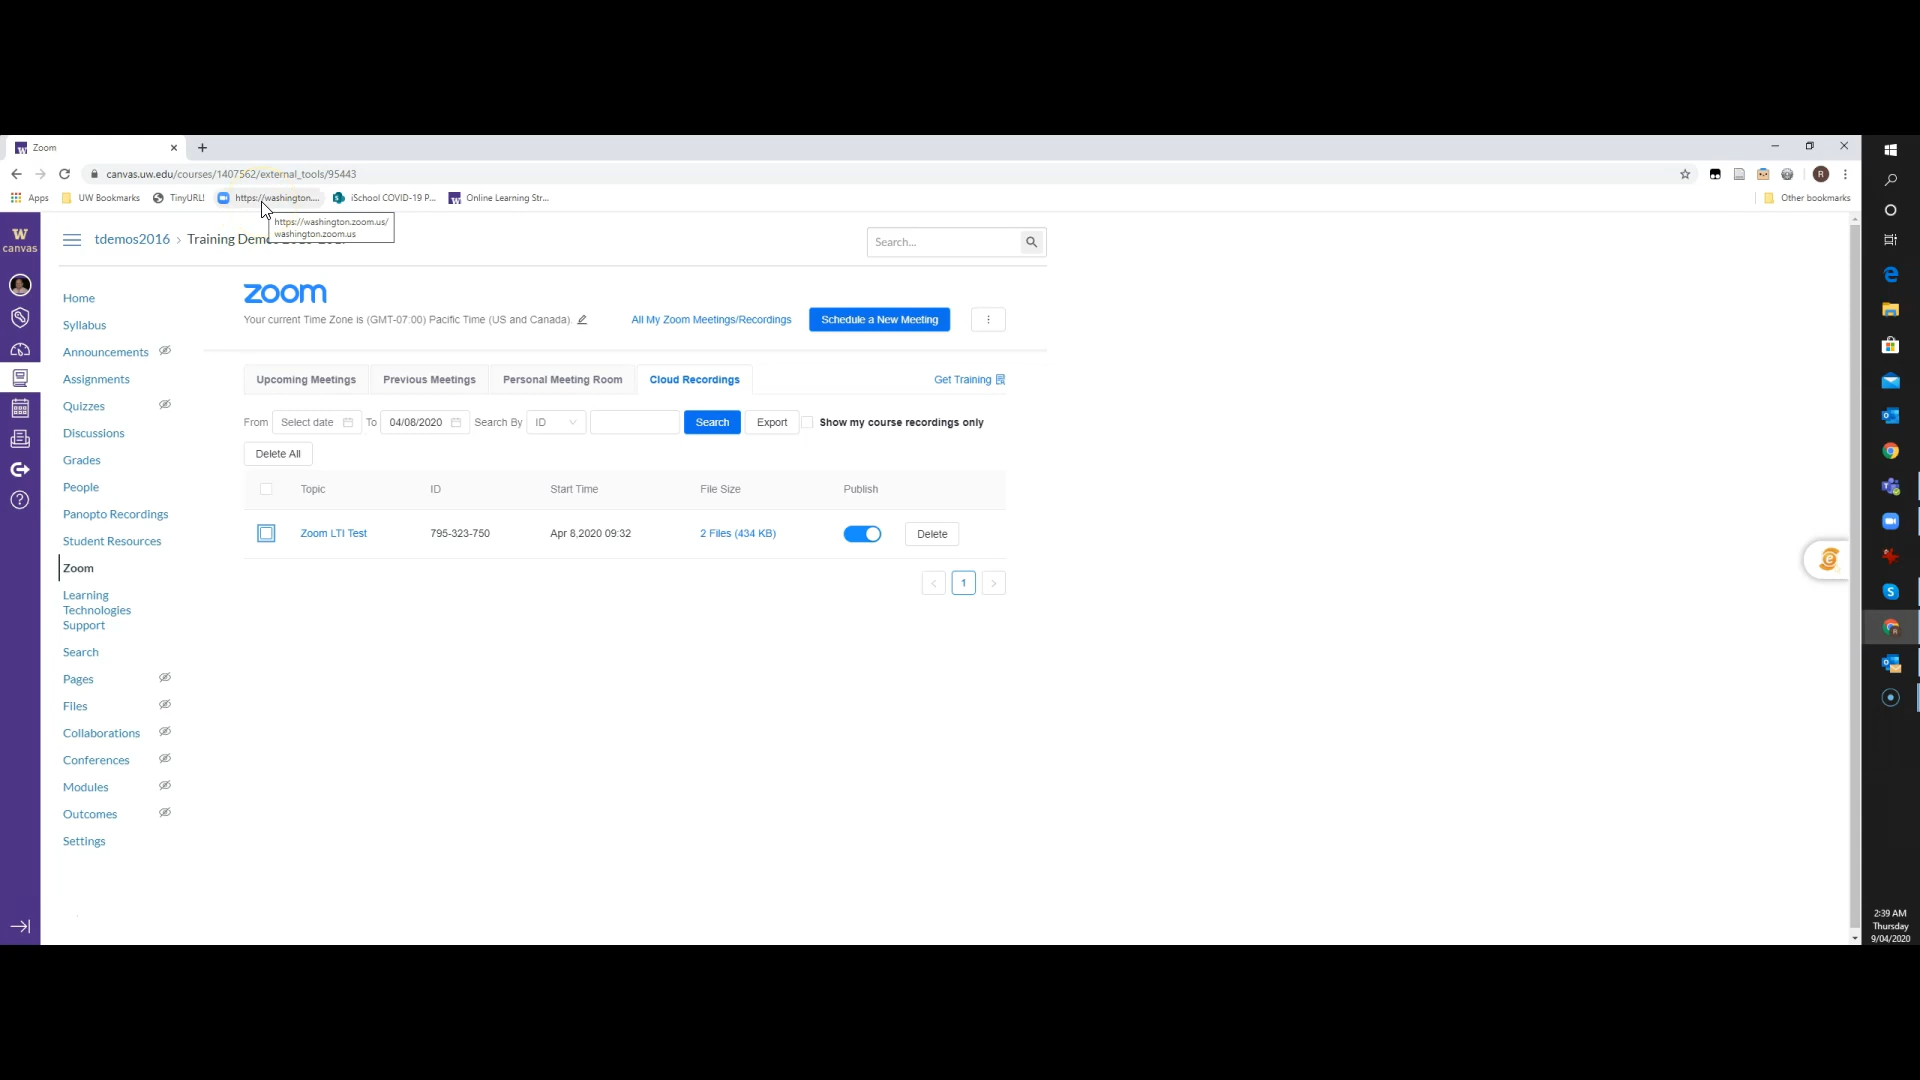 Zoom
canvas.uw.edu/courses/1407562/external_tools/95443
Apps UW Bookmarks TinyURL! https://washington.... iSchool COVID-19 P... Online Learning Str... Other bookmarks
https://washington.zoom.us/
washington.zoom.us
W
canvas
tdemos2016 › Training
Search...
Home
Syllabus
Announcements
Assignments
Quizzes
Discussions
Grades
People
Panopto Recordings
Student Resources
Zoom
Learning
Technologies
Support
Search
Pages
Files
Collaborations
Conferences
Modules
Outcomes
Settings
zoom
Your current Time Zone is (GMT-07:00) Pacific Time (US and Canada). All My Zoom Meetings/Recordings Schedule a New Meeting
Upcoming Meetings Previous Meetings Personal Meeting Room Cloud Recordings Get Training
From Select date To 04/08/2020 Search By ID Search Export Show my course recordings only
Delete All
Topic ID Start Time File Size Publish
Zoom LTI Test 795-323-750 Apr 8,2020 09:32 2 Files (434 KB) Delete
< 1 >
2:39 AM
Thursday
9/04/2020